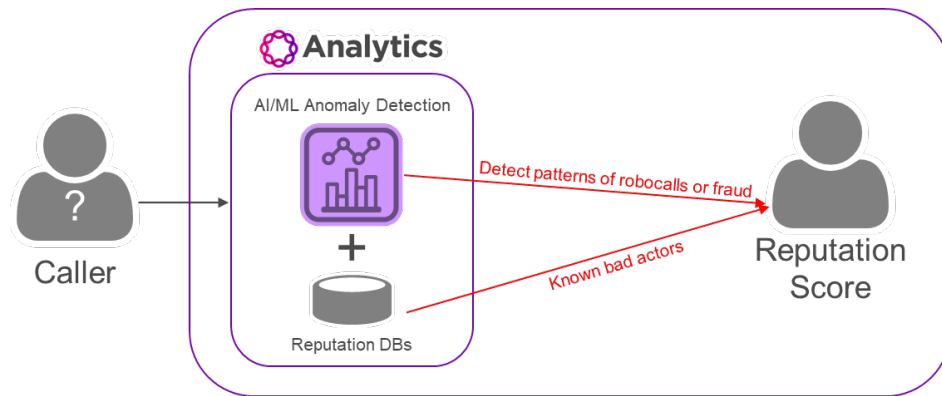 Analytics
AI/ML Anomaly Detection
?
Caller
Detect patterns of robocalls or fraud
+
Known bad actors
Reputation DBs
Reputation
Score